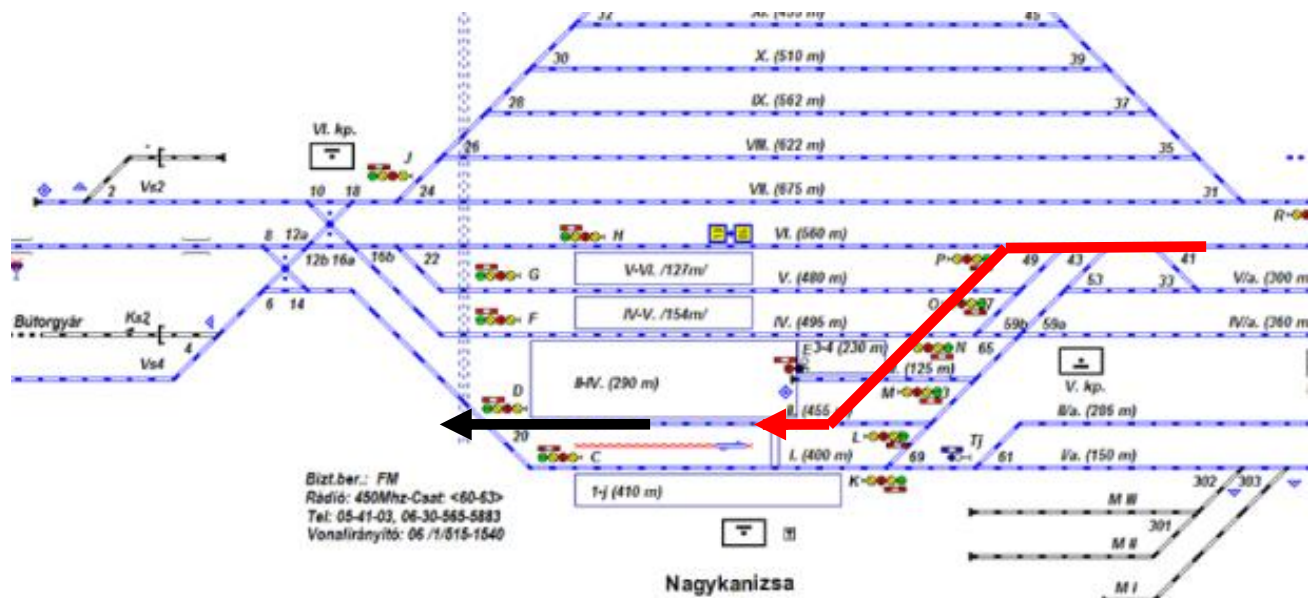 32
XI. (455 m)
45
30
X. (510 m)
39
28
IX. (562 m)
37
VI. kp.
J
26
VIII. (622 m)
35
Vs2
2
10
18
24
VII. (675 m)
31
R
8
12a
H
VI. (560 m)
12b
16a
16b
22
G
V-VI. /127m/
V. (480 m)
P
49
43
41
53
33
V/a. (300 m
6
14
F
IV-V. /154m/
IV. (495 m)
O
59b
59a
IV/a. (360 m
Bútorgyár
Ks2
4
Vs4
E
3-4 (230 m)
N
65
(125 m)
V. kp.
D
II-IV. (290 m)
M
II. (455 m)
II/a. (286 m)
20
C
L
I. (400 m)
69
Tj
61
I/a. (150 m)
Bizt.ber.: FM
Rádió: 450Mhz-Csat: <60-63>
Tel: 05-41-03, 06-30-565-5883
Vonalirányító: 06 /1/515-1540
1-j (410 m)
K
302
303
M III
301
M II
M I
Nagykanizsa